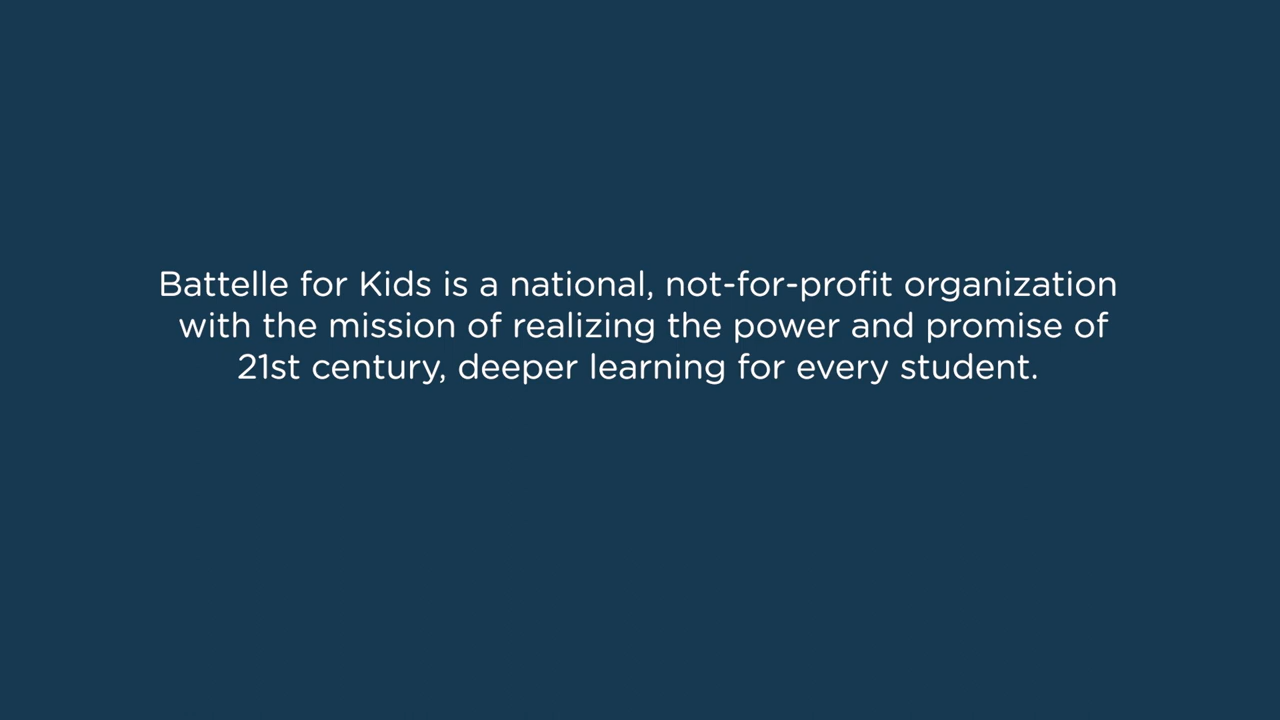 Battelle for Kids is a national, not-for-profit organization
with the mission of realizing the power and promise of
21st century, deeper learning for every student.